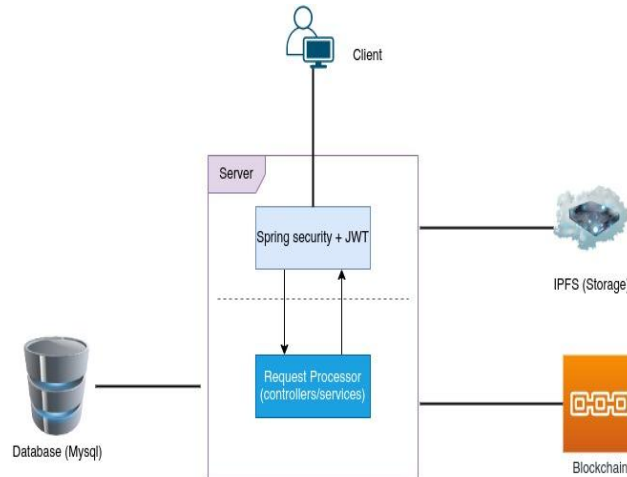 Client
Server
Spring security + JWT
IPFS (Storage)
Request Processor
(controllers/services)
Database (Mysql)
Blockchain